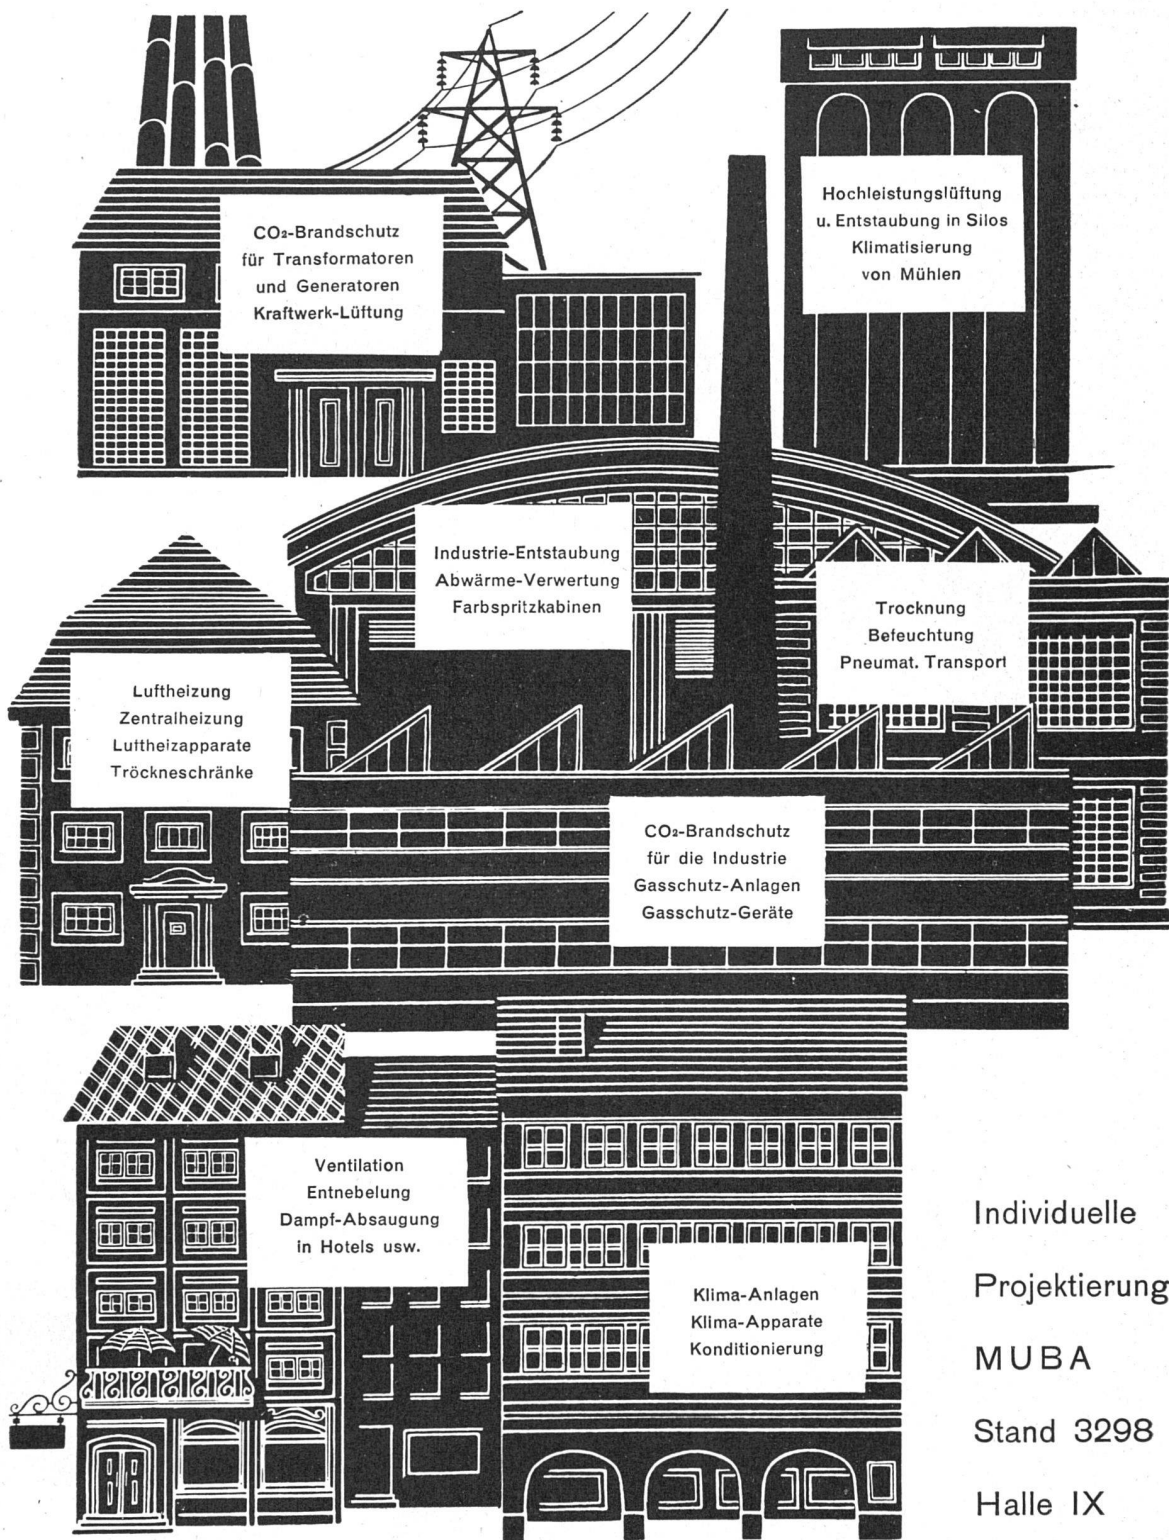 CO₂-Brandschutz
für Transformatoren
und Generatoren
Kraftwerk-Lüftung
Hochleistungslüftung
u. Entstaubung in Silos
Klimatisierung
von Mühlen
Industrie-Entstaubung
Abwärme-Verwertung
Farbspritzkabinen
Trocknung
Befeuchtung
Pneumat. Transport
Luftheizung
Zentralheizung
Luftheizapparate
Tröckneschränke
CO₂-Brandschutz
für die Industrie
Gasschutz-Anlagen
Gasschutz-Geräte
Ventilation
Entnebelung
Dampf-Absaugung
in Hotels usw.
Klima-Anlagen
Klima-Apparate
Konditionierung
Individuelle
Projektierung
MUBA
Stand 3298
Halle IX